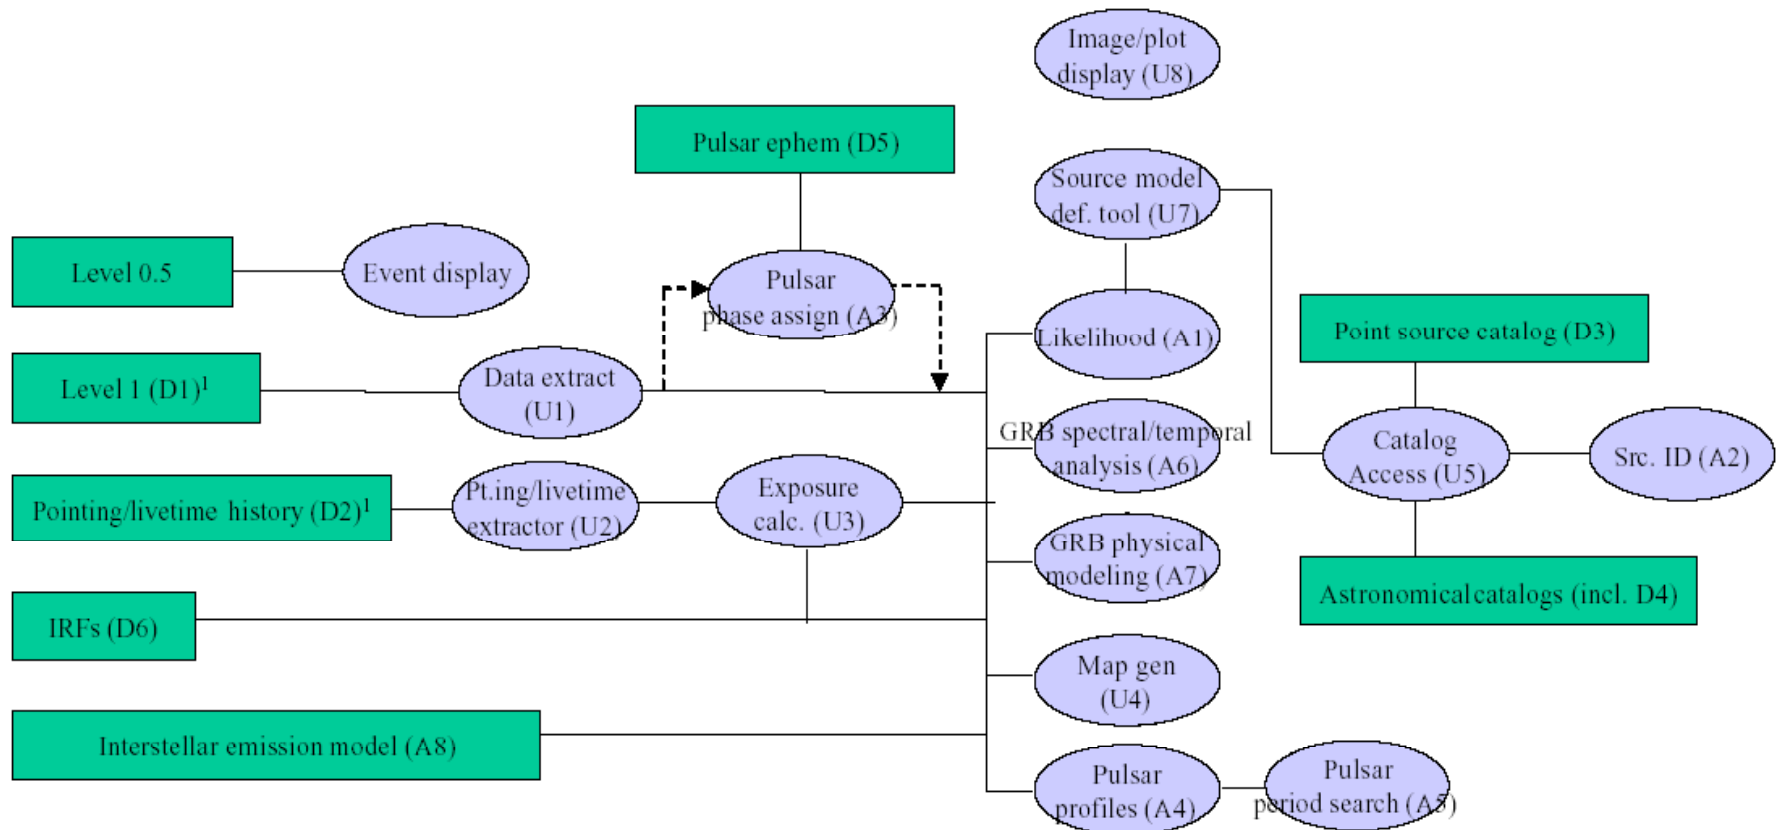 Image/plot
display (U8)
Pulsar ephem (D5)
Source model
def. tool (U7)
Level 0.5
Event display
Pulsar
phase assign (A3)
Likelihood (A1)
Point source catalog (D3)
Level 1 (D1)¹
Data extract
(U1)
GRB spectral/temporal
analysis (A6)
Catalog
Access (U5)
Src. ID (A2)
Pointing/livetime history (D2)¹
Pt.ing/livetime
extractor (U2)
Exposure
calc. (U3)
GRB physical
modeling (A7)
Astronomical catalogs (incl. D4)
IRFs (D6)
Map gen
(U4)
Interstellar emission model (A8)
Pulsar
profiles (A4)
Pulsar
period search (A5)